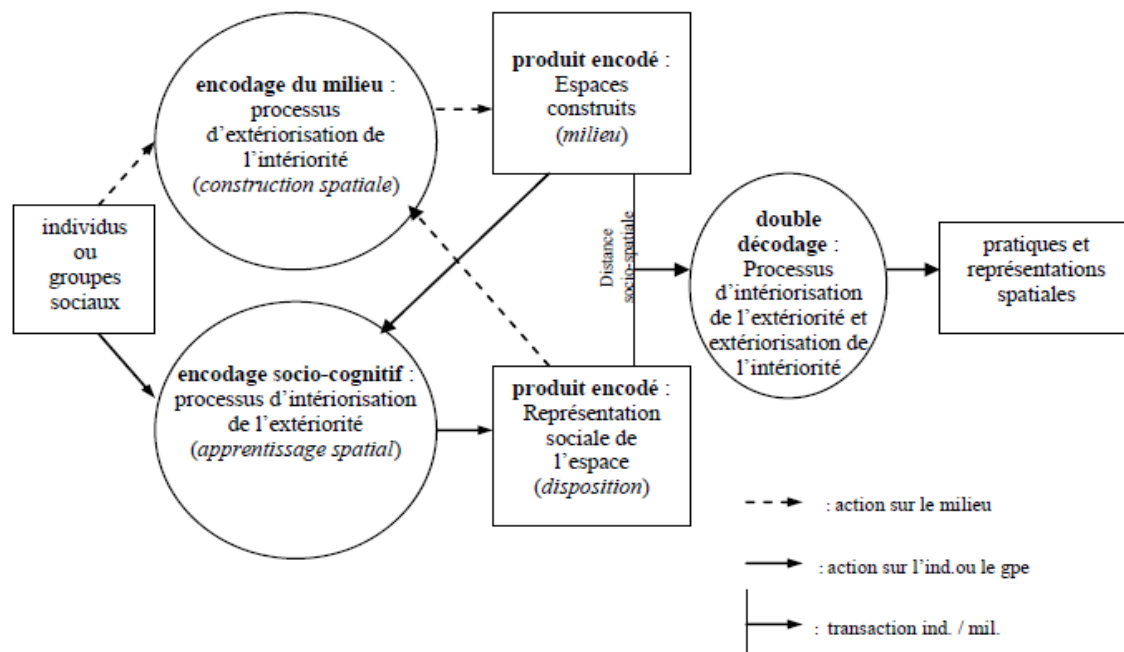 encodage du milieu :
processus
d'extériorisation de
l'intériorité
(construction spatiale)
produit encodé :
Espaces
construits
(milieu)
individus
ou
groupes
sociaux
Distance
socio-spatiale
double
décodage :
Processus
d'intériorisation
de l'extériorité et
extériorisation de
l'intériorité
pratiques et
représentations
spatiales
encodage socio-cognitif :
processus d'intériorisation
de l'extériorité
(apprentissage spatial)
produit encodé :
Représentation
sociale de
l'espace
(disposition)
: action sur le milieu
: action sur l'ind.ou le gpe
: transaction ind. / mil.